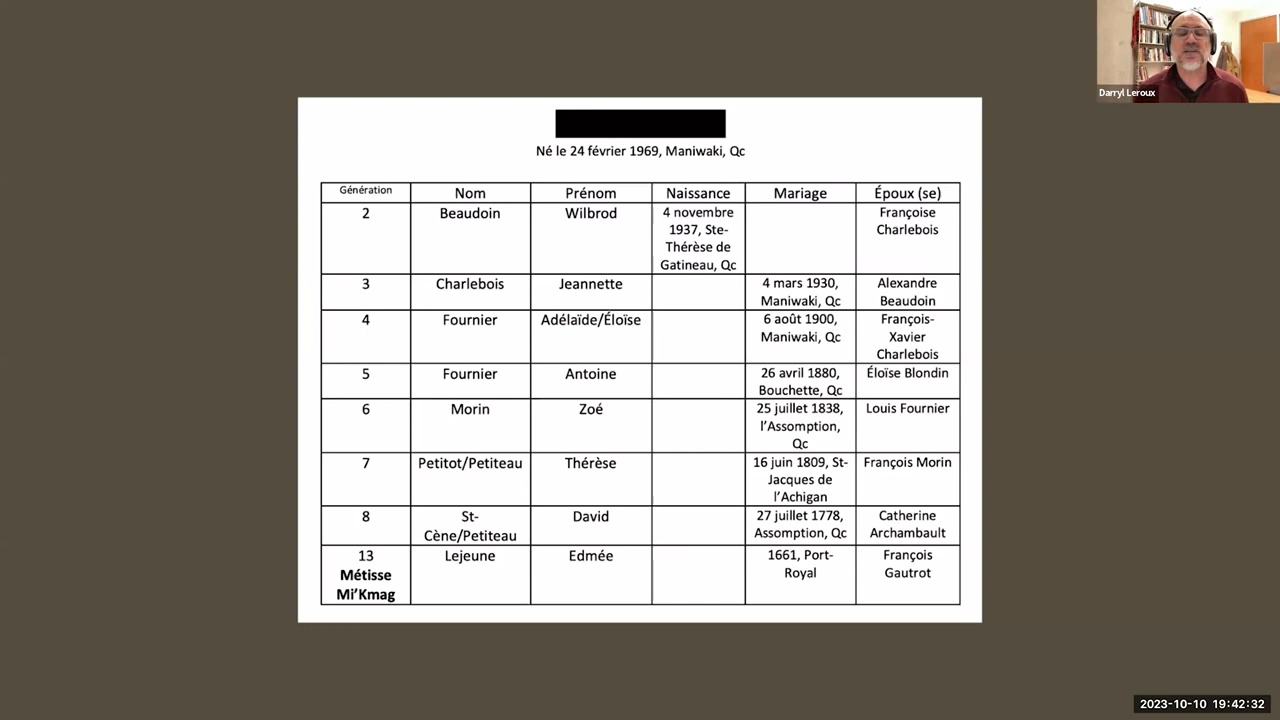 Darryl Leroux
Né le 24 février 1969, Maniwaki, Qc
Génération Nom Prénom Naissance Mariage Époux (se)
2 Beaudoin Wilbrod 4 novembre Françoise
1937, Ste- Charlebois
Thérèse de
Gatineau, Qc
3 Charlebois Jeannette 4 mars 1930, Alexandre
Maniwaki, Qc Beaudoin
4 Fournier Adélaïde/Éloïse 6 août 1900, François-
Maniwaki, Qc Xavier
Charlebois
5 Fournier Antoine 26 avril 1880, Éloïse Blondin
Bouchette, Qc
6 Morin Zoé 25 juillet 1838, Louis Fournier
l'Assomption,
Qc
7 Petitot/Petiteau Thérèse 16 juin 1809, St- François Morin
Jacques de
l'Achigan
8 St- David 27 juillet 1778, Catherine
Cène/Petiteau Assomption, Qc Archambault
13 Lejeune Edmée 1661, Port- François
Métisse Royal Gautrot
Mi'Kmag
2023-10-10 19:42:32